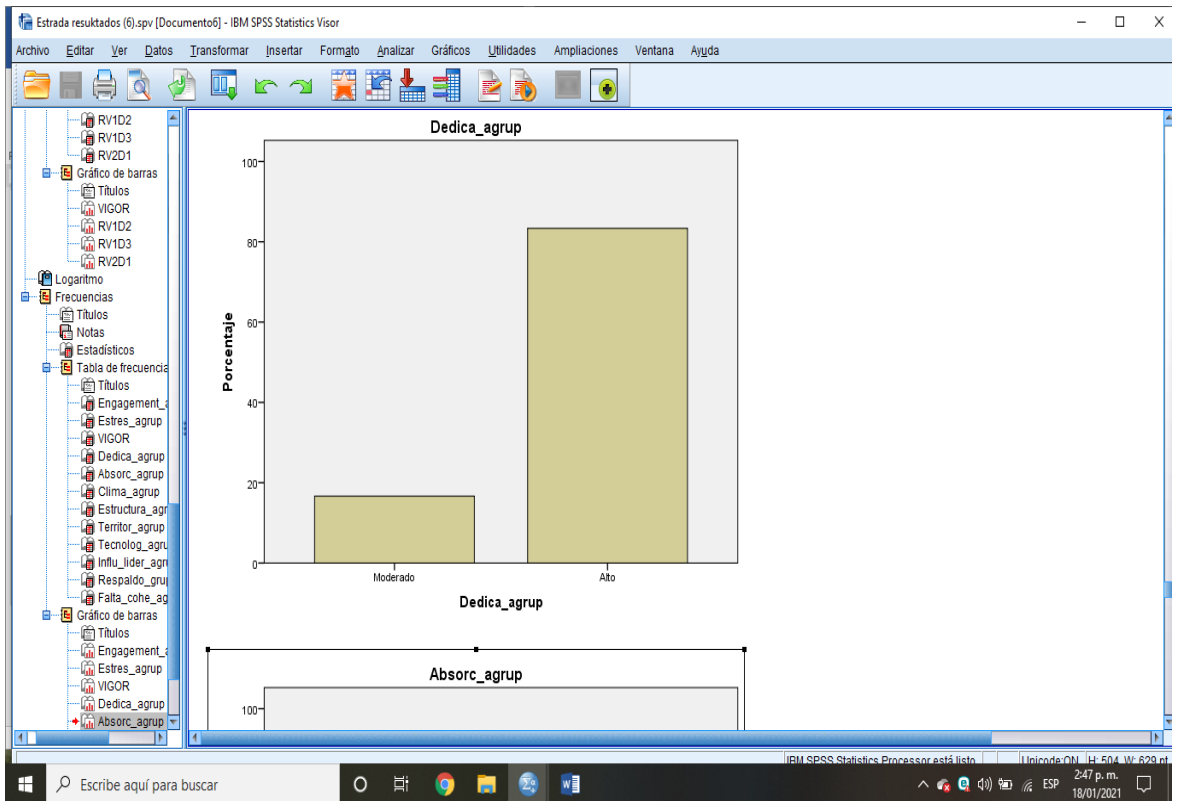 Estrada resuktados (6).spv [Documento6] - IBM SPSS Statistics Visor
Archivo Editar Ver Datos Transformar Insertar Formato Analizar Gráficos Utilidades Ampliaciones Ventana Ayuda
RV1D2
RV1D3
RV2D1
Gráfico de barras
Títulos
VIGOR
RV1D2
RV1D3
RV2D1
Logaritmo
Frecuencias
Títulos
Notas
Estadísticos
Tabla de frecuencia
Títulos
Engagement_a
Estres_agrup
VIGOR
Dedica_agrup
Absorc_agrup
Clima_agrup
Estructura_agr
Territor_agrup
Tecnolog_agru
Influ_lider_agru
Respaldo_grup
Falta_cohe_ag
Gráfico de barras
Títulos
Engagement_a
Estres_agrup
VIGOR
Dedica_agrup
Absorc_agrup
Dedica_agrup
100
80
60
40
20
0
Porcentaje
Moderado Alto
Dedica_agrup
Absorc_agrup
100
IBM SPSS Statistics Processor está listo Unicode:ON H: 504, W: 629 pt
Escribe aquí para buscar
ESP
2:47 p. m.
18/01/2021